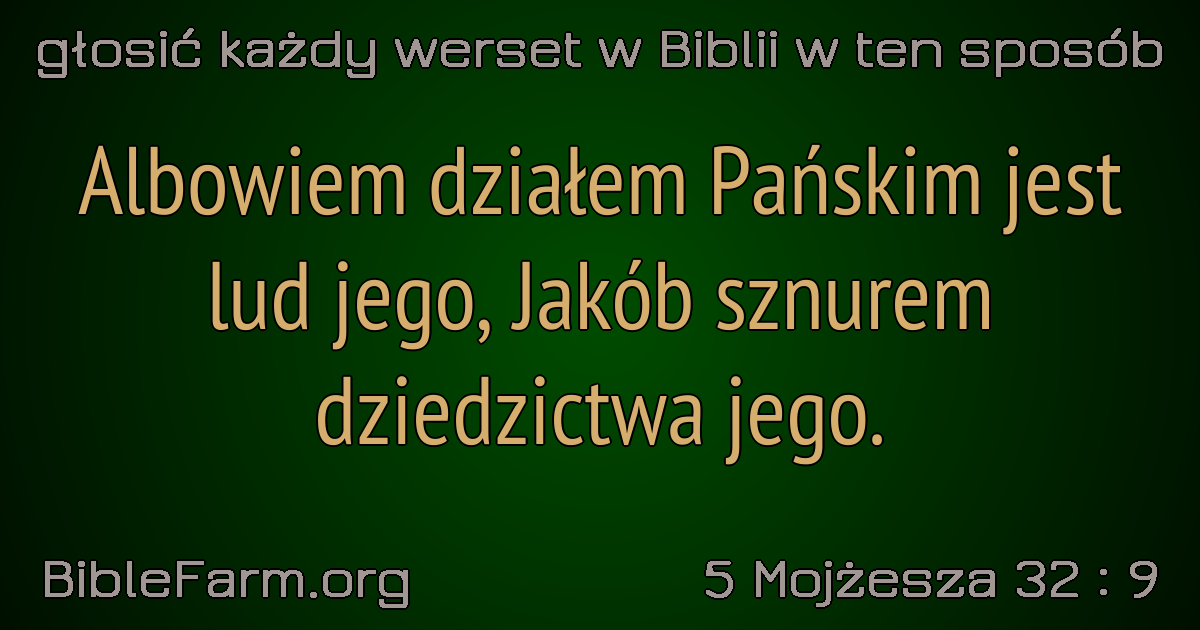 głosić każdy werset w Biblii w ten sposób
Albowiem działem Pańskim jest
lud jego, Jakób sznurem
dziedzictwa jego.
BibleFarm.org
5 Mojżesza 32 : 9